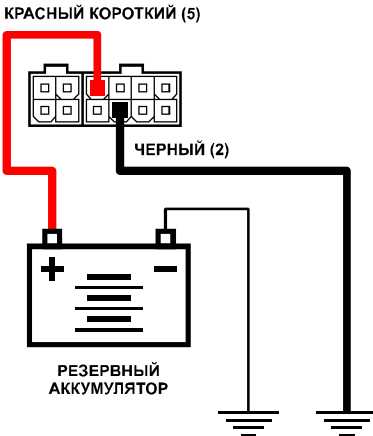 КРАСНЫЙ КОРОТКИЙ (5)
ЧЕРНЫЙ (2)
+ −
РЕЗЕРВНЫЙ
АККУМУЛЯТОР